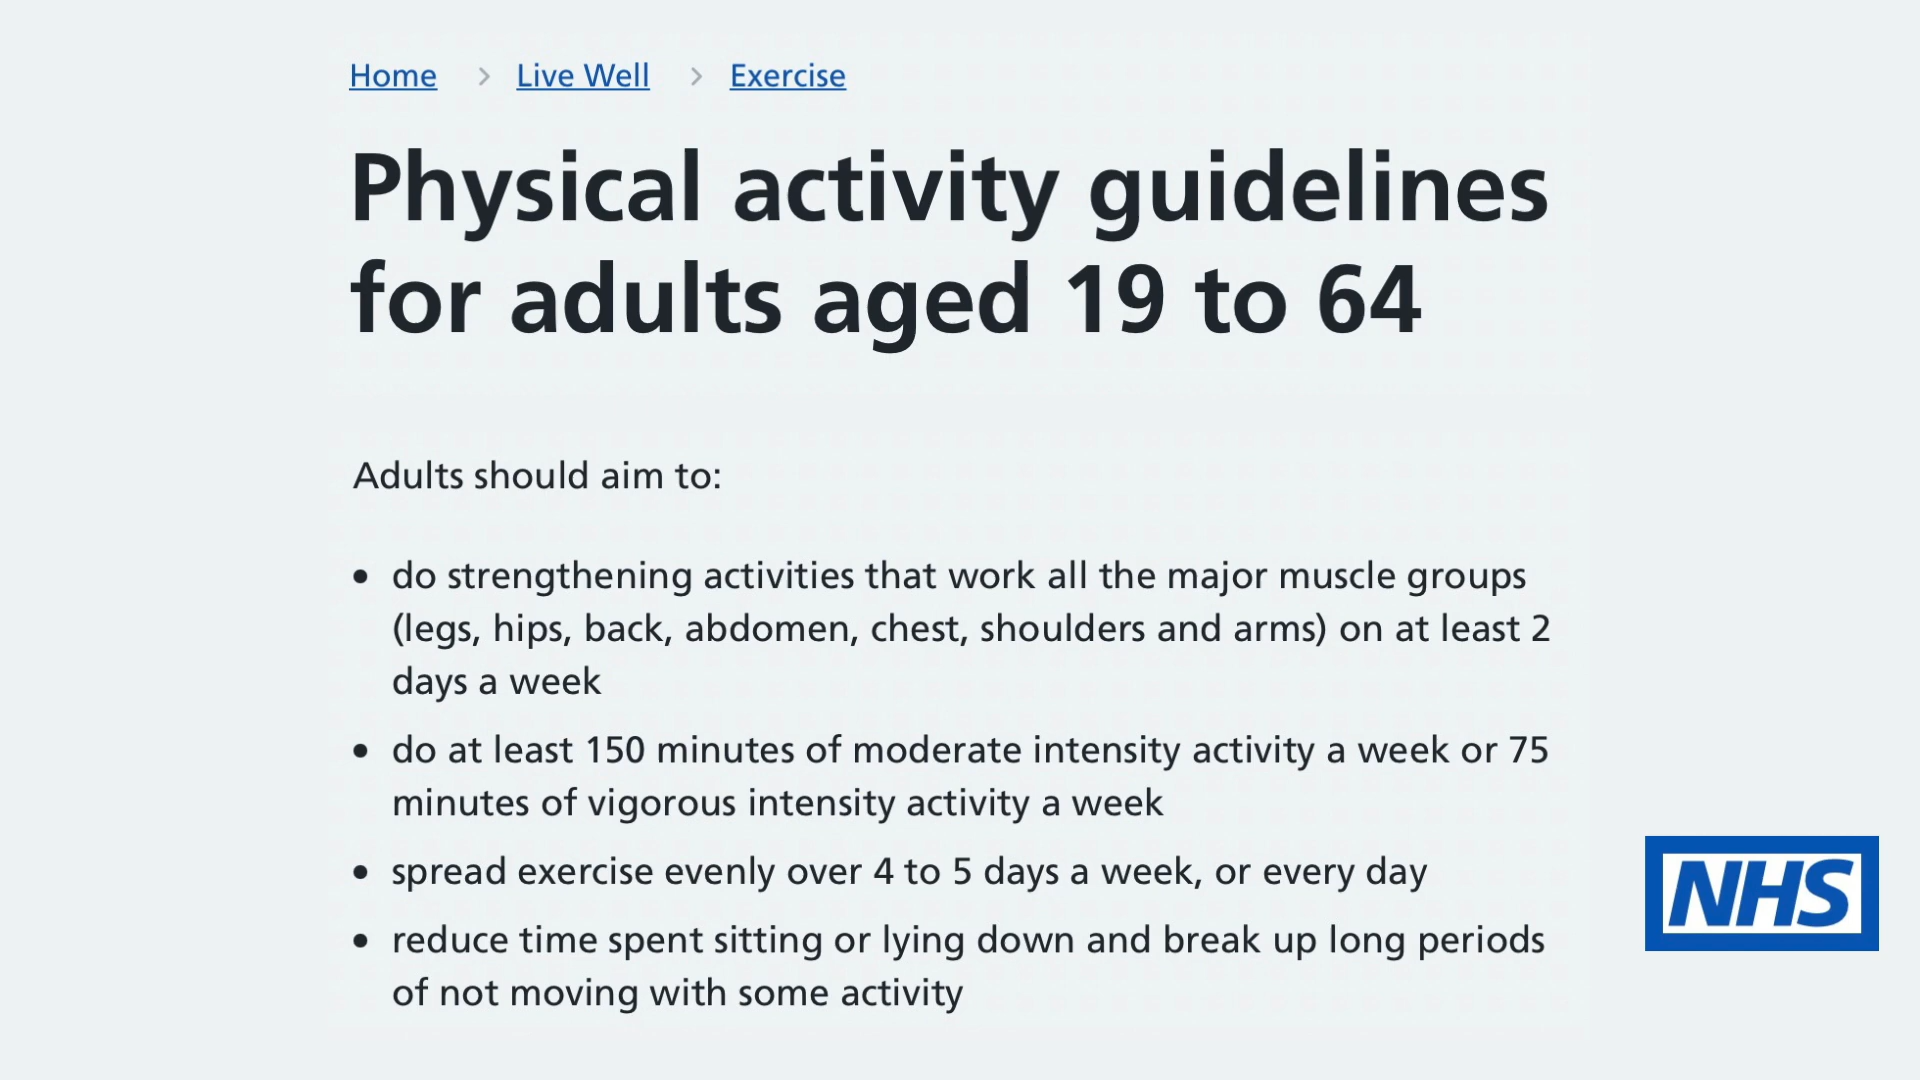 Home > Live Well > Exercise
Physical activity guidelines
for adults aged 19 to 64
Adults should aim to:
• do strengthening activities that work all the major muscle groups
(legs, hips, back, abdomen, chest, shoulders and arms) on at least 2
days a week
• do at least 150 minutes of moderate intensity activity a week or 75
minutes of vigorous intensity activity a week
• spread exercise evenly over 4 to 5 days a week, or every day
• reduce time spent sitting or lying down and break up long periods
of not moving with some activity
NHS